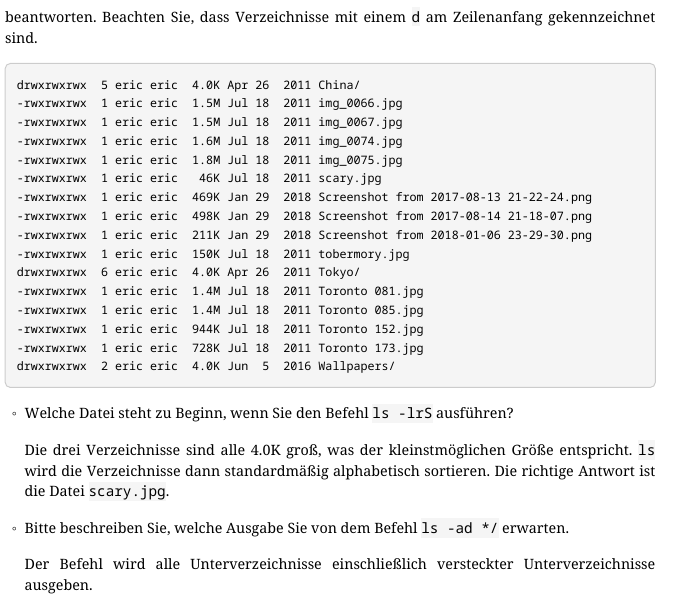 beantworten. Beachten Sie, dass Verzeichnisse mit einem d am Zeilenanfang gekennzeichnet
sind.
drwxrwxrwx  5 eric eric  4.0K Apr 26  2011 China/
-rwxrwxrwx  1 eric eric  1.5M Jul 18  2011 img_0066.jpg
-rwxrwxrwx  1 eric eric  1.5M Jul 18  2011 img_0067.jpg
-rwxrwxrwx  1 eric eric  1.6M Jul 18  2011 img_0074.jpg
-rwxrwxrwx  1 eric eric  1.8M Jul 18  2011 img_0075.jpg
-rwxrwxrwx  1 eric eric   46K Jul 18  2011 scary.jpg
-rwxrwxrwx  1 eric eric  469K Jan 29  2018 Screenshot from 2017-08-13 21-22-24.png
-rwxrwxrwx  1 eric eric  498K Jan 29  2018 Screenshot from 2017-08-14 21-18-07.png
-rwxrwxrwx  1 eric eric  211K Jan 29  2018 Screenshot from 2018-01-06 23-29-30.png
-rwxrwxrwx  1 eric eric  150K Jul 18  2011 tobermory.jpg
drwxrwxrwx  6 eric eric  4.0K Apr 26  2011 Tokyo/
-rwxrwxrwx  1 eric eric  1.4M Jul 18  2011 Toronto 081.jpg
-rwxrwxrwx  1 eric eric  1.4M Jul 18  2011 Toronto 085.jpg
-rwxrwxrwx  1 eric eric  944K Jul 18  2011 Toronto 152.jpg
-rwxrwxrwx  1 eric eric  728K Jul 18  2011 Toronto 173.jpg
drwxrwxrwx  2 eric eric  4.0K Jun  5  2016 Wallpapers/
◦ Welche Datei steht zu Beginn, wenn Sie den Befehl ls -lrS ausführen?
Die drei Verzeichnisse sind alle 4.0K groß, was der kleinstmöglichen Größe entspricht. ls
wird die Verzeichnisse dann standardmäßig alphabetisch sortieren. Die richtige Antwort ist
die Datei scary.jpg.
◦ Bitte beschreiben Sie, welche Ausgabe Sie von dem Befehl ls -ad */ erwarten.
Der Befehl wird alle Unterverzeichnisse einschließlich versteckter Unterverzeichnisse
ausgeben.